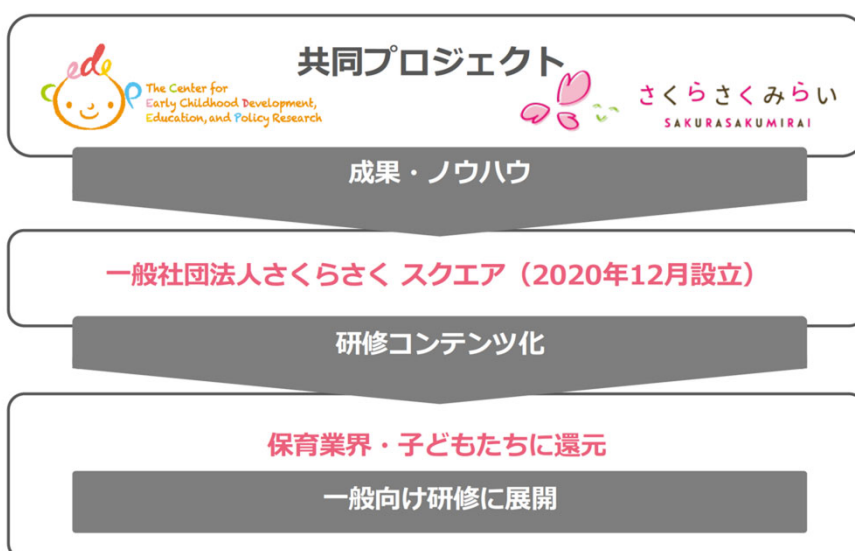 共同プロジェクト
cedep
The Center for
Early Childhood Development,
Education, and Policy Research
さくらさくみらい
SAKURASAKUMIRAI
成果・ノウハウ
一般社団法人さくらさく スクエア（2020年12月設立）
研修コンテンツ化
保育業界・子どもたちに還元
一般向け研修に展開